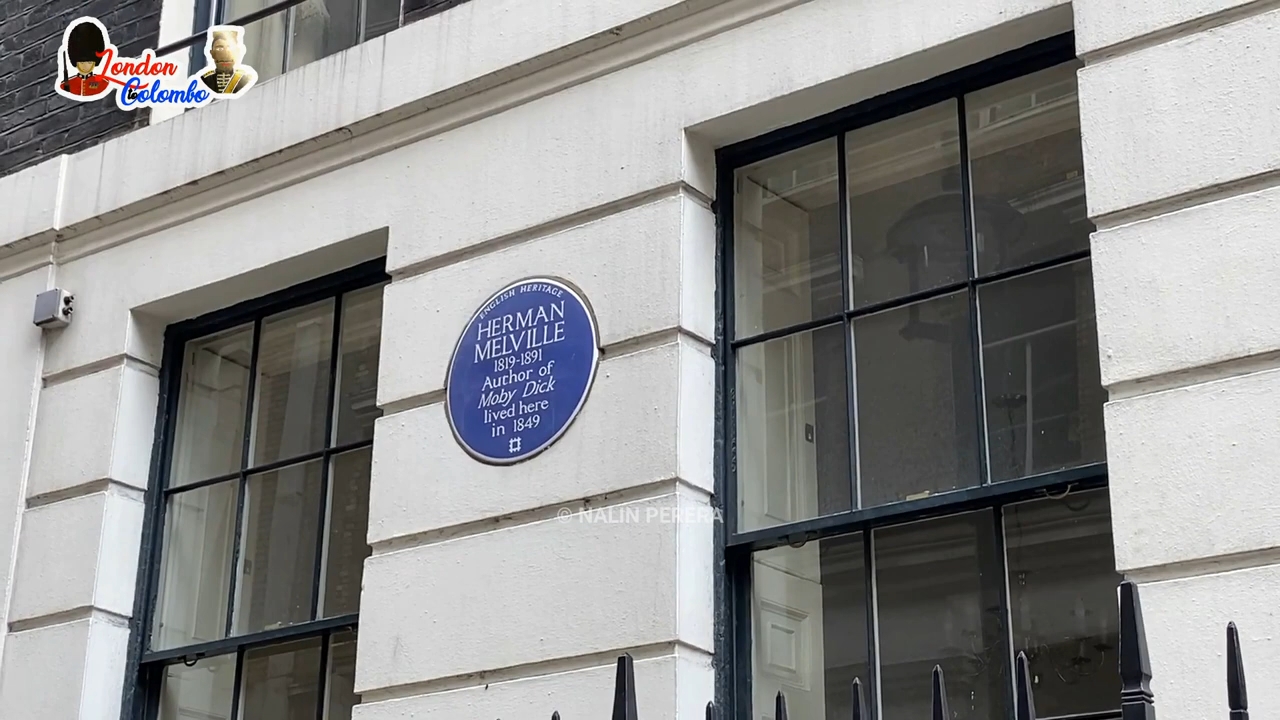 London
to
Colombo
ENGLISH HERITAGE
HERMAN
MELVILLE
1819-1891
Author of
Moby Dick
lived here
in 1849
© NALIN PERERA